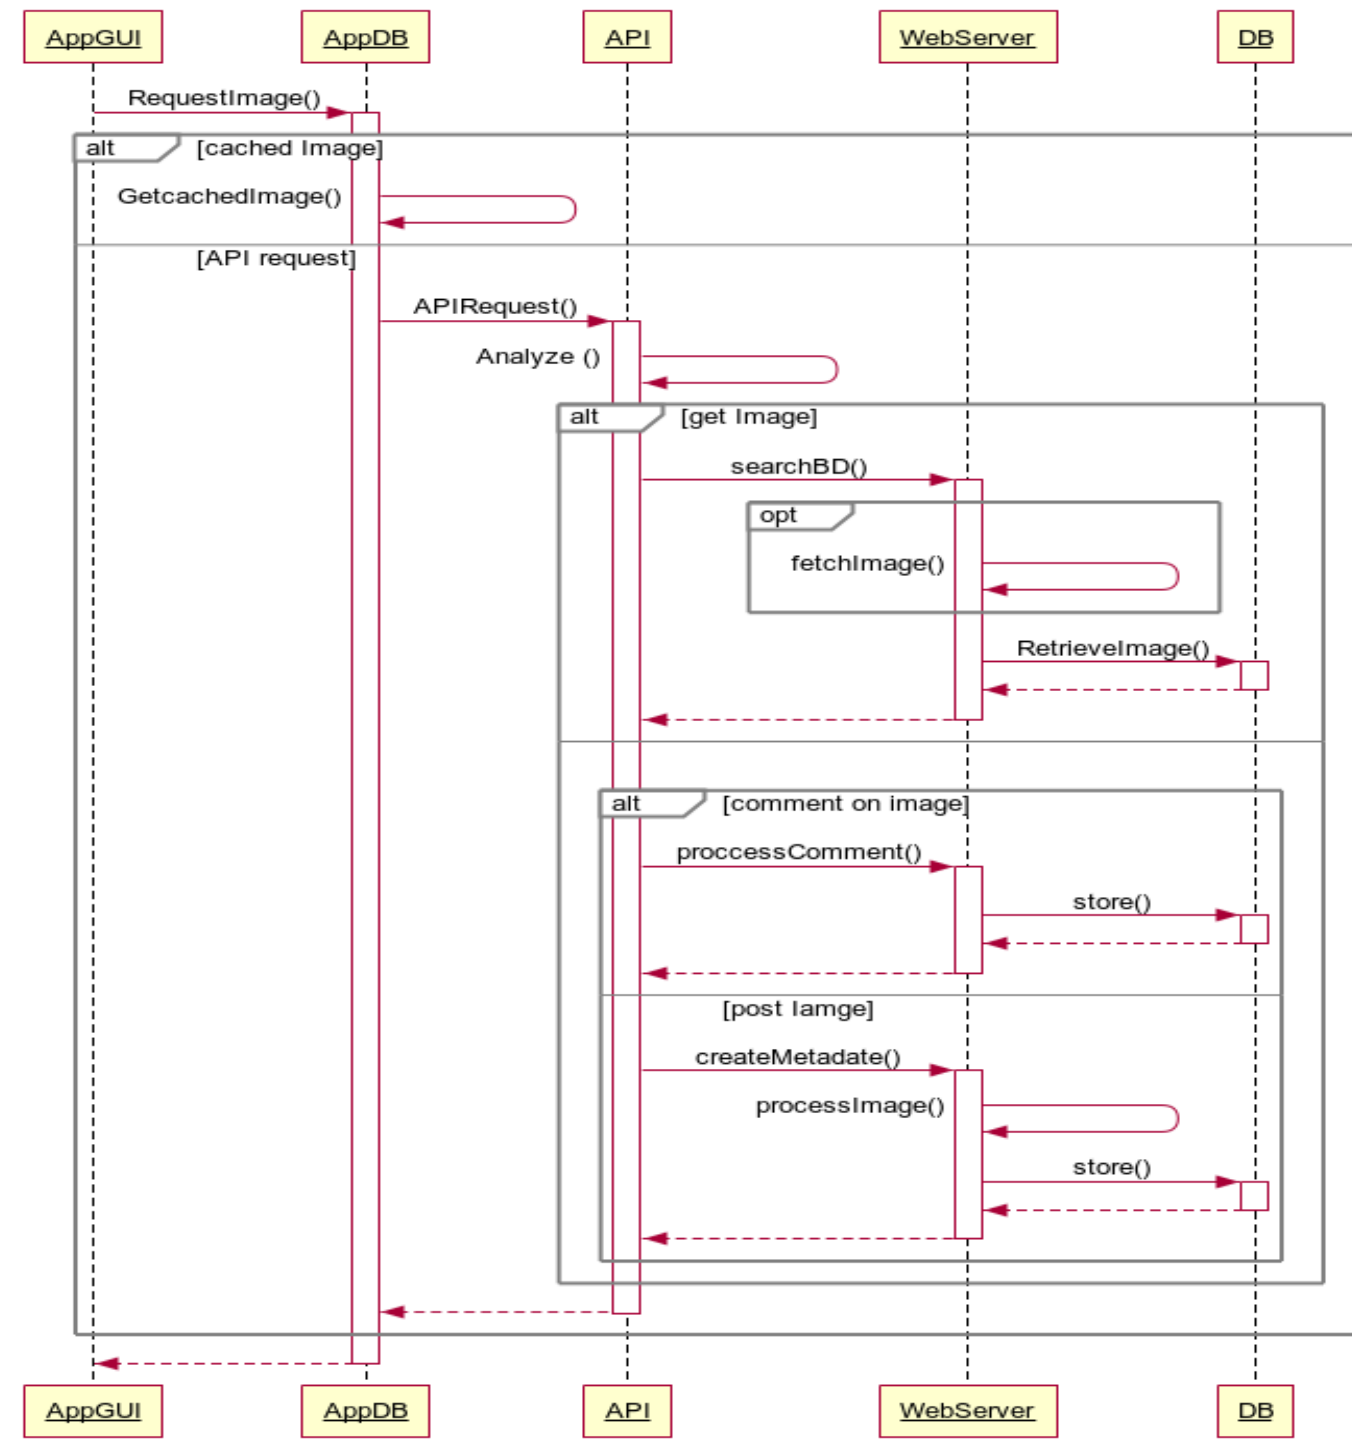 AppGUI AppDB API WebServer DB
RequestImage()
alt [cached Image]
GetcachedImage()
[API request]
APIRequest()
Analyze ()
alt [get Image]
searchBD()
opt
fetchImage()
RetrieveImage()
alt [comment on image]
proccessComment()
store()
[post Iamge]
createMetadate()
processImage()
store()
AppGUI AppDB API WebServer DB